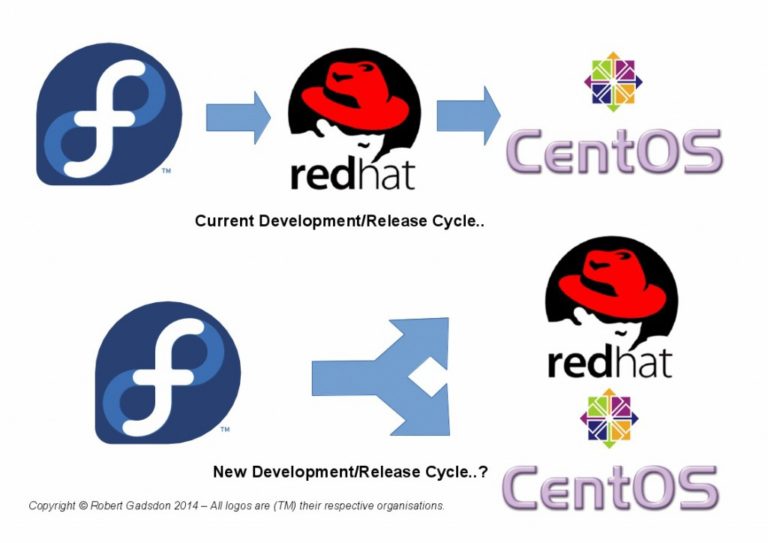 f
TM
redhat
CentOS
Current Development/Release Cycle..
f
TM
redhat
New Development/Release Cycle..?
CentOS
Copyright © Robert Gadsdon 2014 – All logos are (TM) their respective organisations.